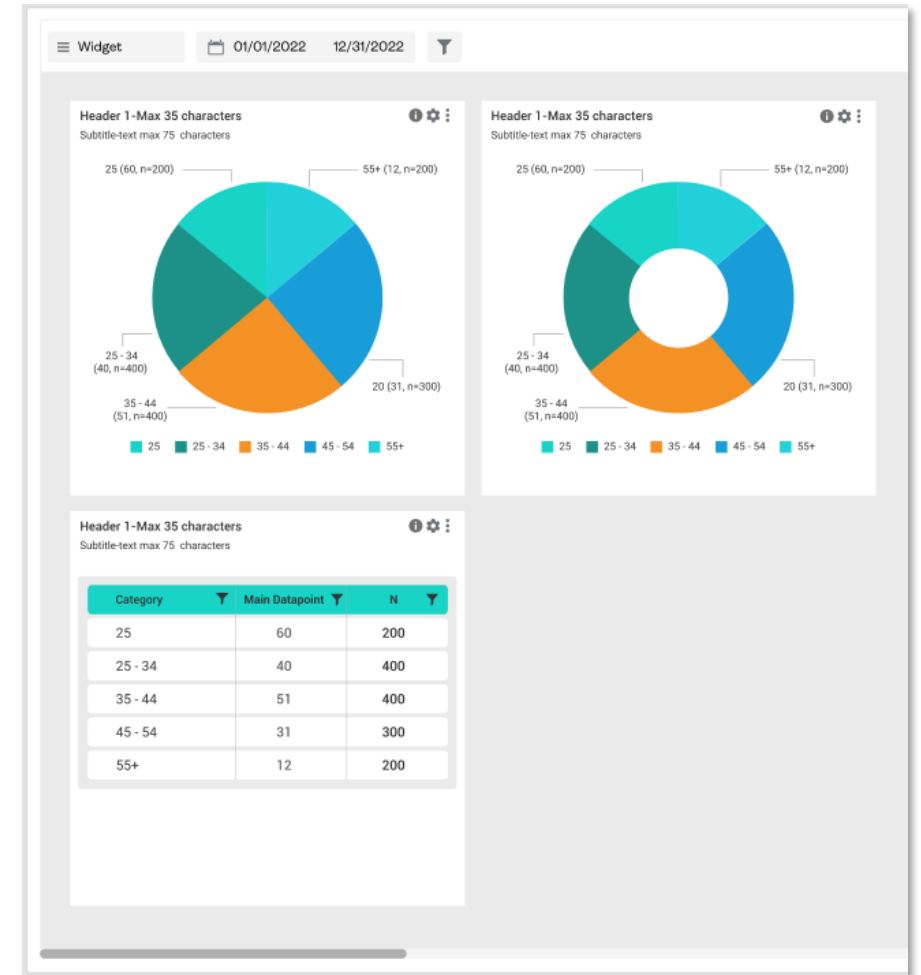 Widget 01/01/2022 12/31/2022
Header 1-Max 35 characters
Subtitle-text max 75 characters
25 (60, n=200) 55+ (12, n=200)
25 - 34
(40, n=400)
20 (31, n=300)
35 - 44
(51, n=400)
25 25 - 34 35 - 44 45 - 54 55+
Header 1-Max 35 characters
Subtitle-text max 75 characters
25 (60, n=200) 55+ (12, n=200)
25 - 34
(40, n=400)
20 (31, n=300)
35 - 44
(51, n=400)
25 25 - 34 35 - 44 45 - 54 55+
Header 1-Max 35 characters
Subtitle-text max 75 characters
Category Main Datapoint N
25 60 200
25 - 34 40 400
35 - 44 51 400
45 - 54 31 300
55+ 12 200